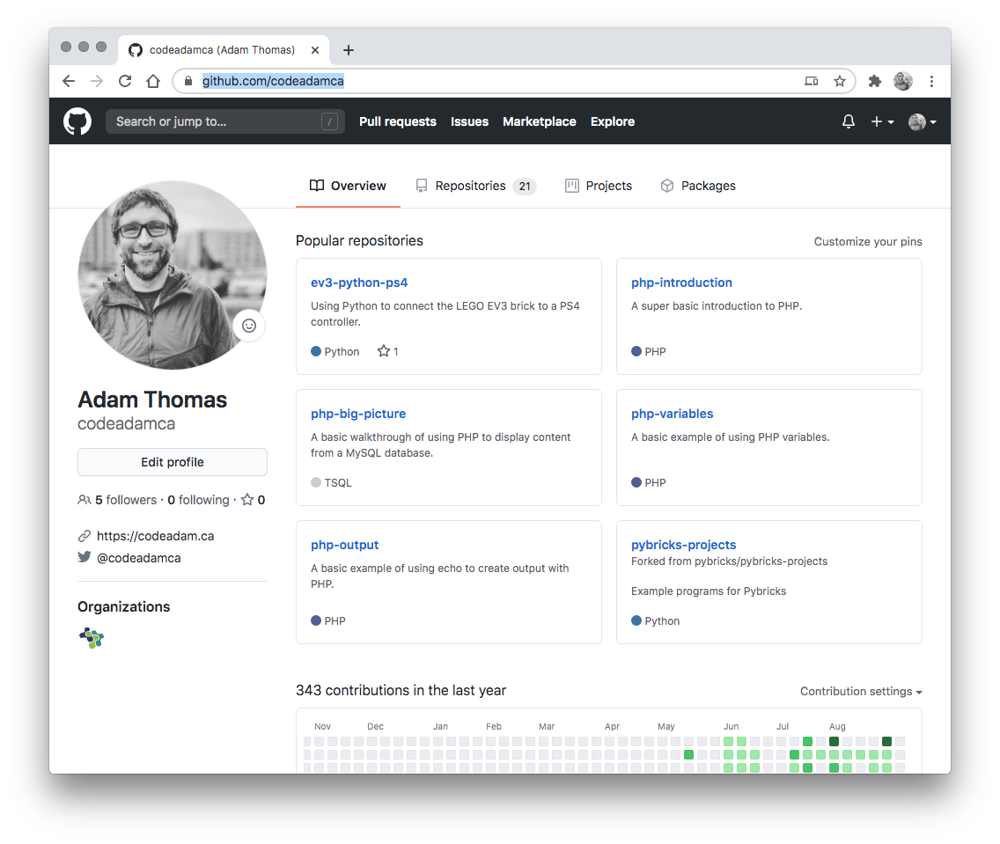 codeadamca (Adam Thomas)
github.com/codeadamca
Search or jump to...
/
Pull requests
Issues
Marketplace
Explore
Overview
Repositories 21
Projects
Packages
Adam Thomas
codeadamca
Edit profile
5 followers · 0 following · 0
https://codeadam.ca
@codeadamca
Organizations
Popular repositories
Customize your pins
ev3-python-ps4
Using Python to connect the LEGO EV3 brick to a PS4
controller.
Python 1
php-introduction
A super basic introduction to PHP.
PHP
php-big-picture
A basic walkthrough of using PHP to display content
from a MySQL database.
TSQL
php-variables
A basic example of using PHP variables.
PHP
php-output
A basic example of using echo to create output with
PHP.
PHP
pybricks-projects
Forked from pybricks/pybricks-projects
Example programs for Pybricks
Python
343 contributions in the last year
Contribution settings
Nov Dec Jan Feb Mar Apr May Jun Jul Aug